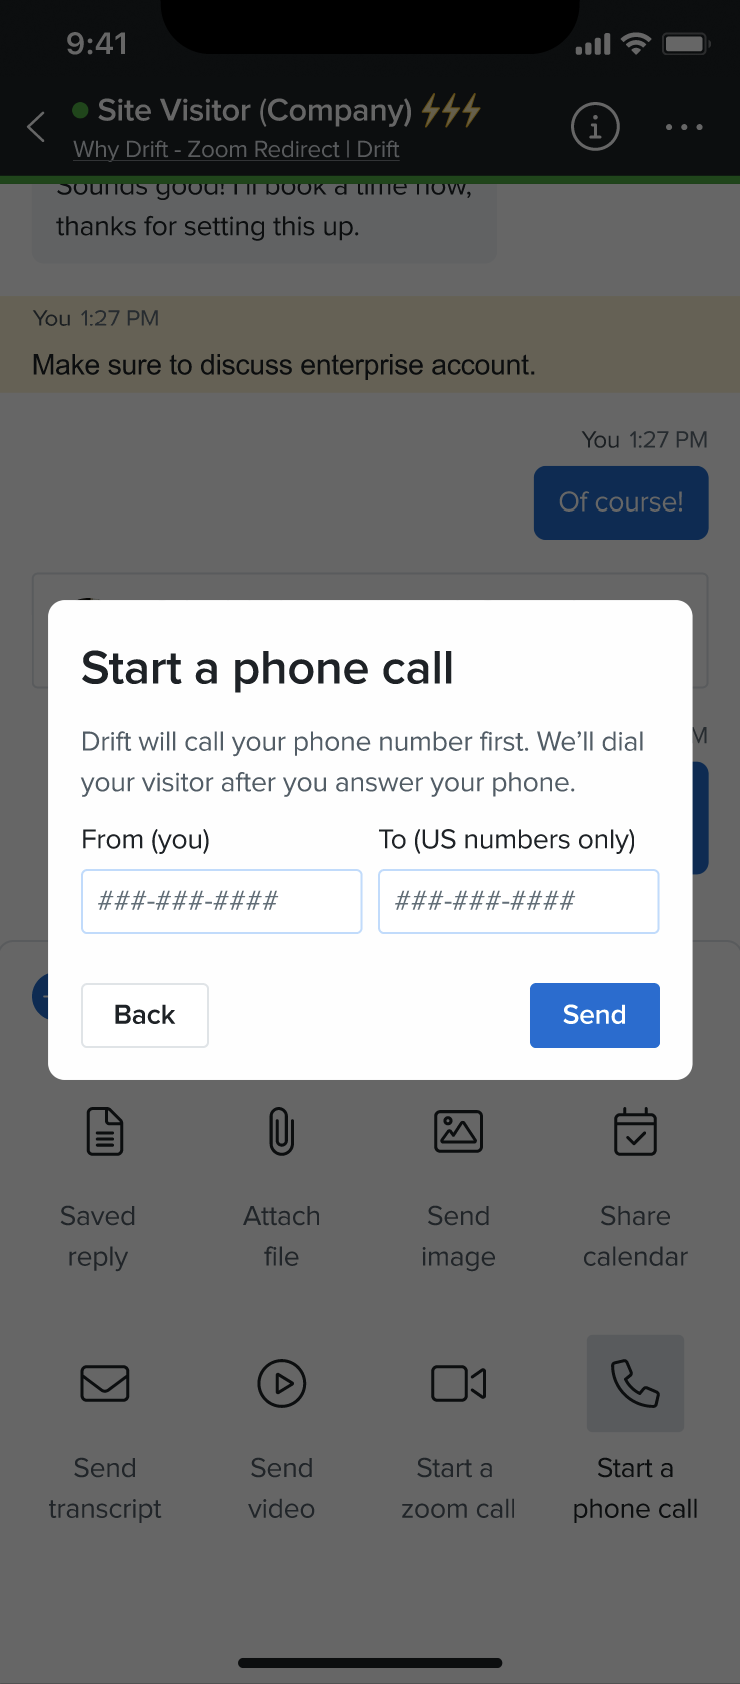 9:41
Site Visitor (Company) ⚡⚡⚡
Why Drift - Zoom Redirect | Drift
Sounds good! I'll book a time now,
thanks for setting this up.
You 1:27 PM
Make sure to discuss enterprise account.
You 1:27 PM
Of course!
Start a phone call
Drift will call your phone number first. We’ll dial
your visitor after you answer your phone.
From (you)
To (US numbers only)
###-###-####
###-###-####
Back
Send
Saved
reply
Attach
file
Send
image
Share
calendar
Send
transcript
Send
video
Start a
zoom call
Start a
phone call